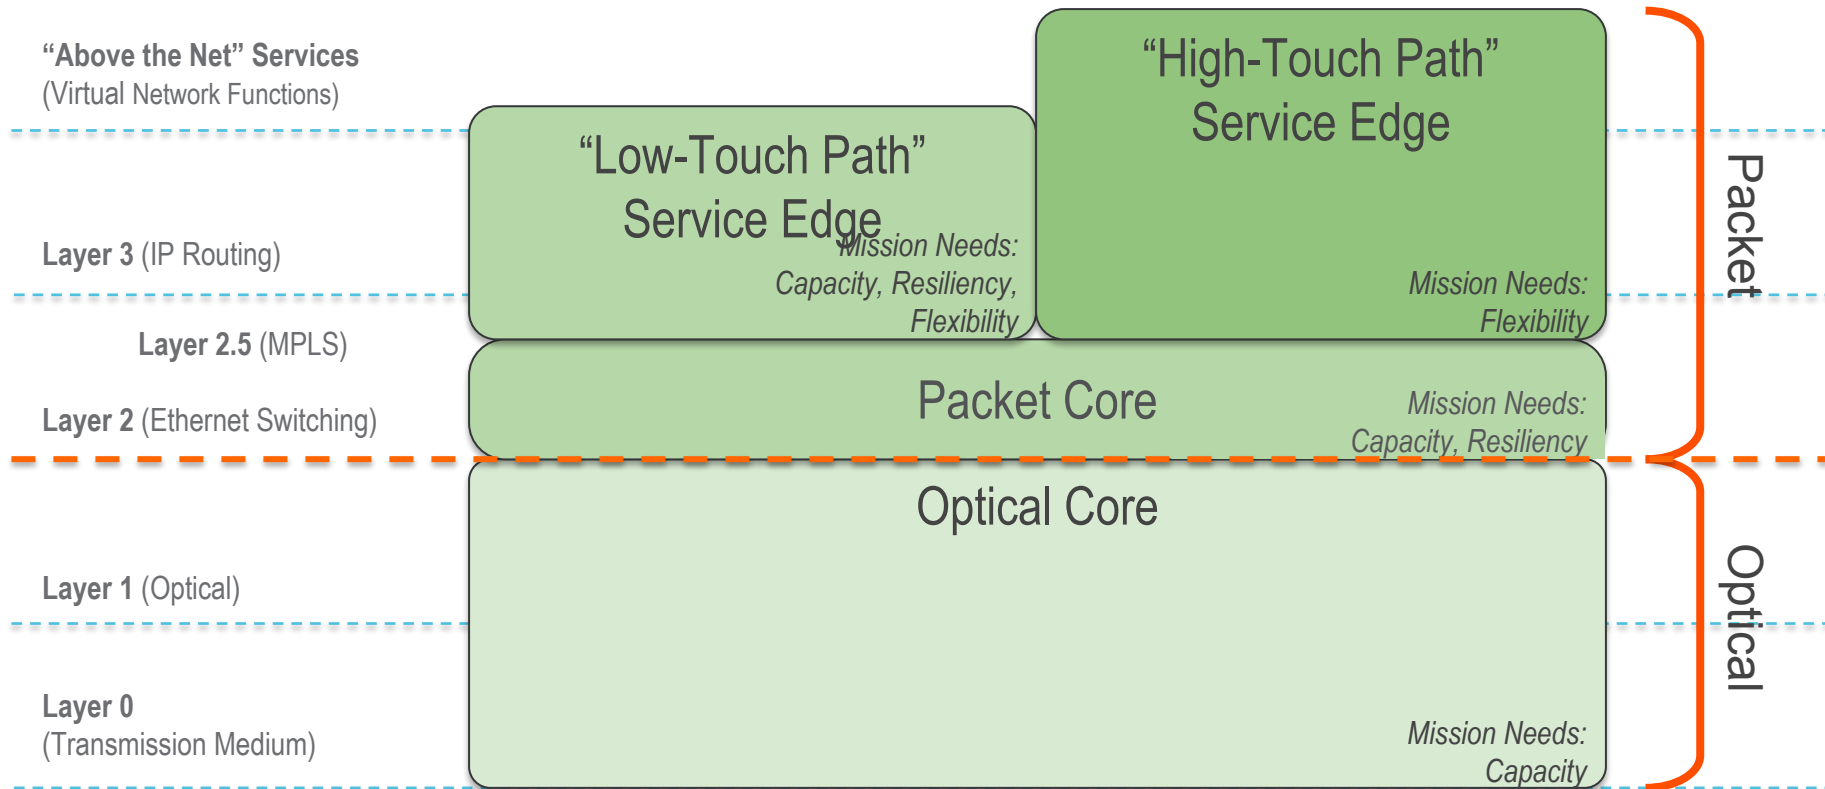 “Above the Net” Services
(Virtual Network Functions)
Layer 3 (IP Routing)
Layer 2.5 (MPLS)
Layer 2 (Ethernet Switching)
Layer 1 (Optical)
Layer 0
(Transmission Medium)
“Low-Touch Path”
Service Edge
Mission Needs:
Capacity, Resiliency,
Flexibility
“High-Touch Path”
Service Edge
Mission Needs:
Flexibility
Packet Core
Mission Needs:
Capacity, Resiliency
Optical Core
Mission Needs:
Capacity
Packet
Optical